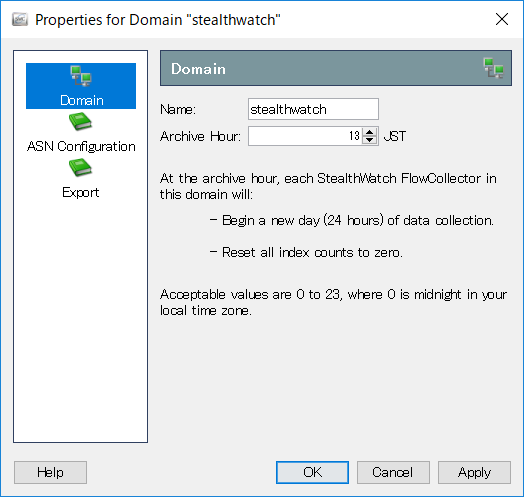 Properties for Domain "stealthwatch"
Domain
ASN Configuration
Export
Domain
Name: stealthwatch
Archive Hour: 13 JST
At the archive hour, each StealthWatch FlowCollector in
this domain will:
- Begin a new day (24 hours) of data collection.
- Reset all index counts to zero.
Acceptable values are 0 to 23, where 0 is midnight in your
local time zone.
Help
OK
Cancel
Apply